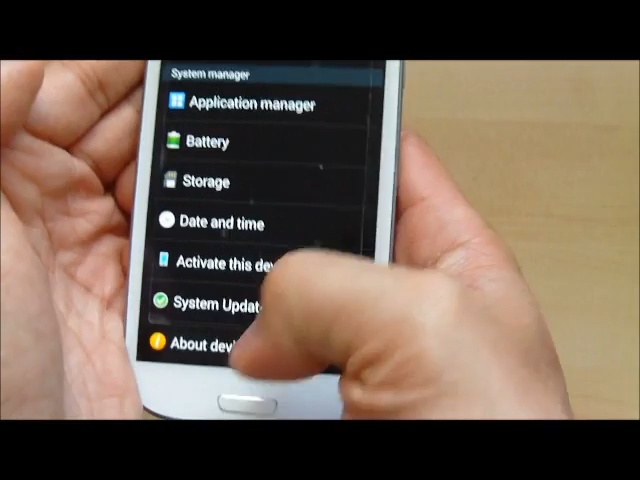 System manager
Application manager
Battery
Storage
Date and time
Activate this
System
About